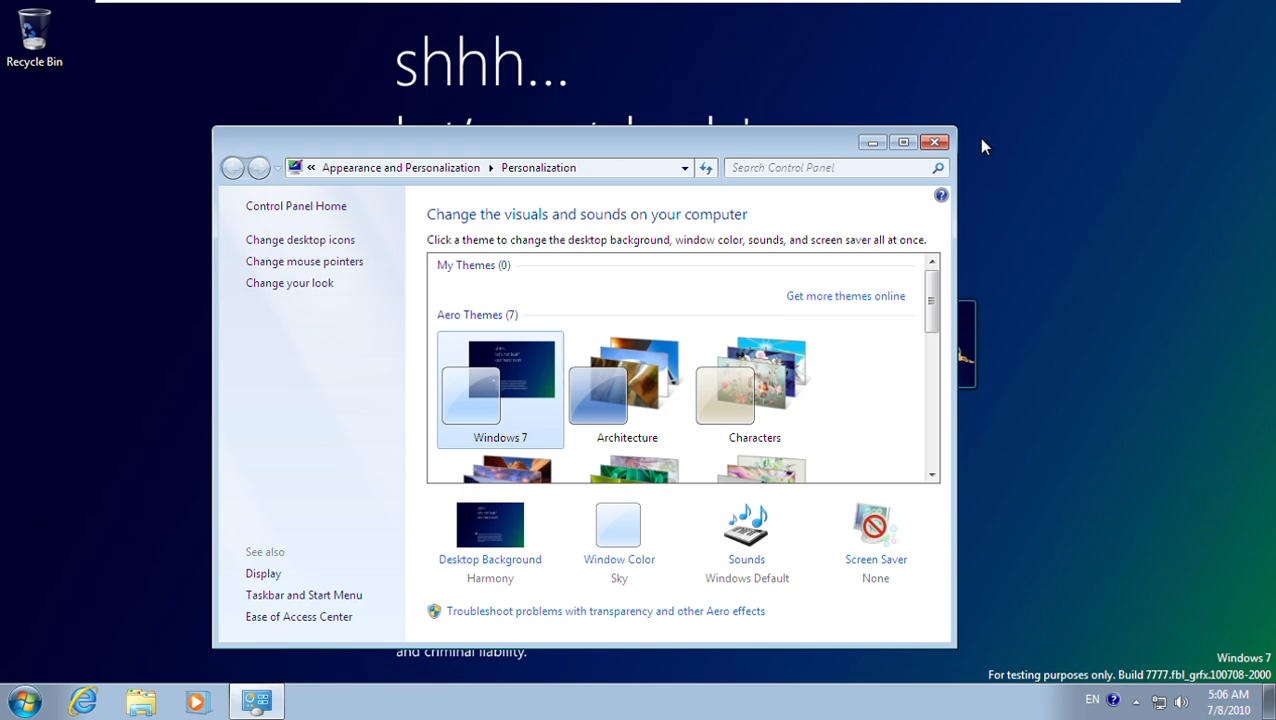 Recycle Bin
shhh...
Appearance and Personalization
Personalization
Search Control Panel
Control Panel Home
Change desktop icons
Change mouse pointers
Change your look
Change the visuals and sounds on your computer
Click a theme to change the desktop background, window color, sounds, and screen saver all at once.
My Themes (0)
Get more themes online
Aero Themes (7)
Windows 7
Architecture
Characters
Desktop Background
Harmony
Window Color
Sky
Sounds
Windows Default
Screen Saver
None
See also
Display
Taskbar and Start Menu
Ease of Access Center
Troubleshoot problems with transparency and other Aero effects
and criminal liability.
Windows 7
For testing purposes only. Build 7777.fbl_grfx.100708-2000
EN
5:06 AM
7/8/2010